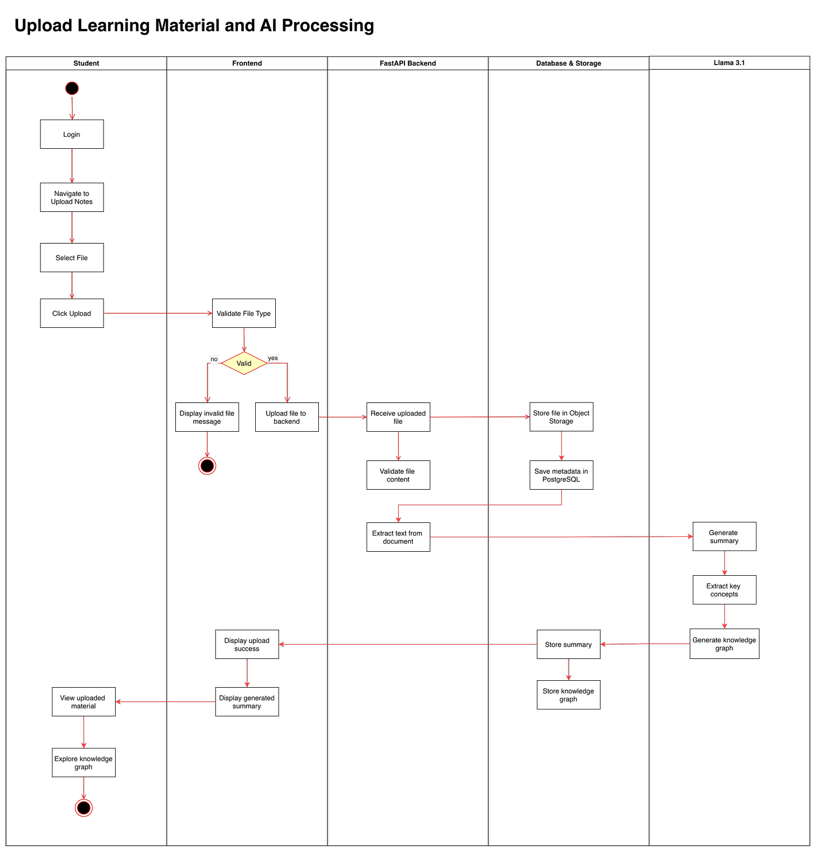 Upload Learning Material and AI Processing
Student
Frontend
FastAPI Backend
Database & Storage
Llama 3.1
Login
Navigate to
Upload Notes
Select File
Click Upload
Validate File Type
Valid
no
yes
Display invalid file
message
Upload file to
backend
Receive uploaded
file
Store file in Object
Storage
Validate file
content
Save metadata in
PostgreSQL
Extract text from
document
Generate
summary
Extract key
concepts
Generate knowledge
graph
Store summary
Display upload
success
Store knowledge
graph
Display generated
summary
View uploaded
material
Explore knowledge
graph